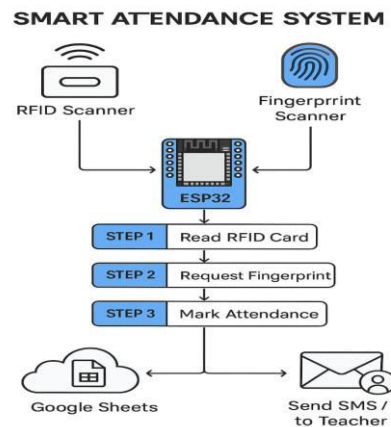 SMART ATTENDANCE SYSTEM
RFID Scanner
Fingerprrint
Scanner
ESP32
STEP 1 Read RFID Card
STEP 2 Request Fingerprint
STEP 3 Mark Attendance
Google Sheets
Send SMS /
to Teacher